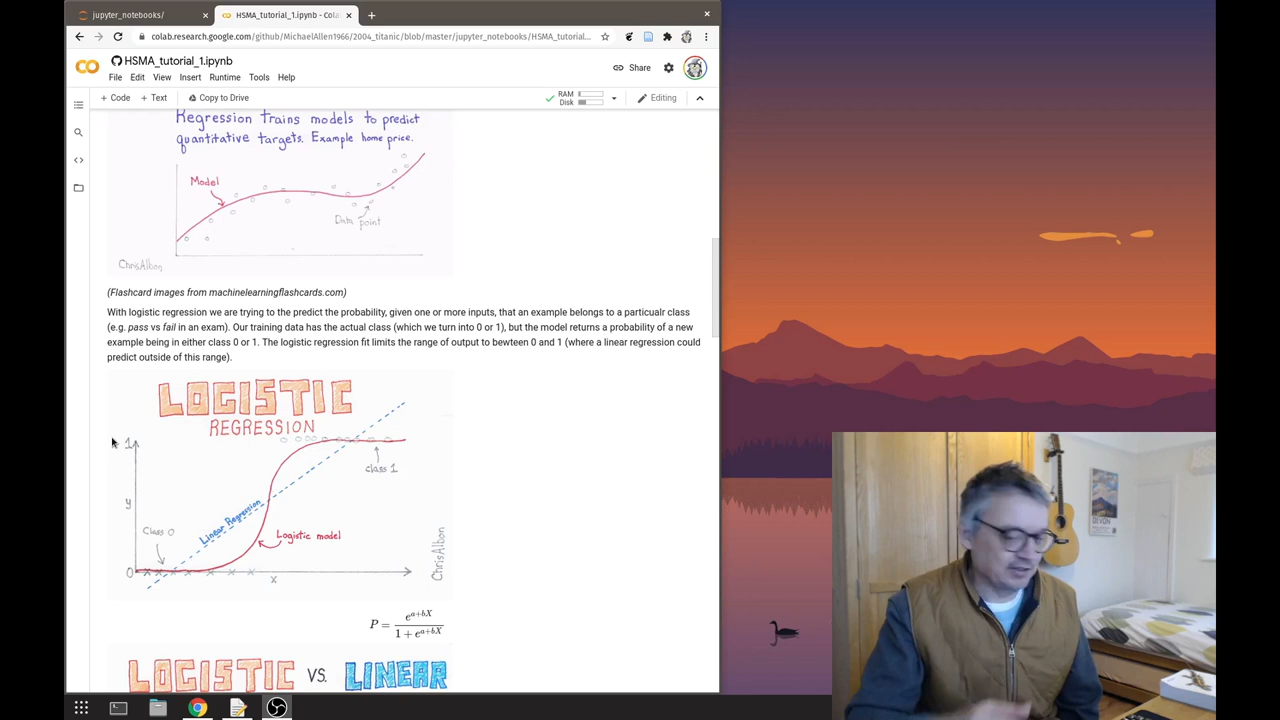 jupyter_notebooks/
HSMA_tutorial_1.ipynb - Cola
colab.research.google.com/github/MichaelAllen1966/2004_titanic/blob/master/jupyter_notebooks/HSMA_tutorial...
HSMA_tutorial_1.ipynb
Share
File Edit View Insert Runtime Tools Help
+ Code + Text Copy to Drive
RAM
Disk
Editing
Regression trains models to predict
quantitative targets. Example home price.
Model
Data point
ChrisAlbon
(Flashcard images from machinelearningflashcards.com)
With logistic regression we are trying to the predict the probability, given one or more inputs, that an example belongs to a particualr class
(e.g. pass vs fail in an exam). Our training data has the actual class (which we turn into 0 or 1), but the model returns a probability of a new
example being in either class 0 or 1. The logistic regression fit limits the range of output to bewteen 0 and 1 (where a linear regression could
predict outside of this range).
LOGISTIC
REGRESSION
1
class 1
y
Linear Regression
Class 0
Logistic model
ChrisAlbon
0
x
P = e^{a+bX} / 1 + e^{a+bX}
LOGISTIC VS. LINEAR
DEVON